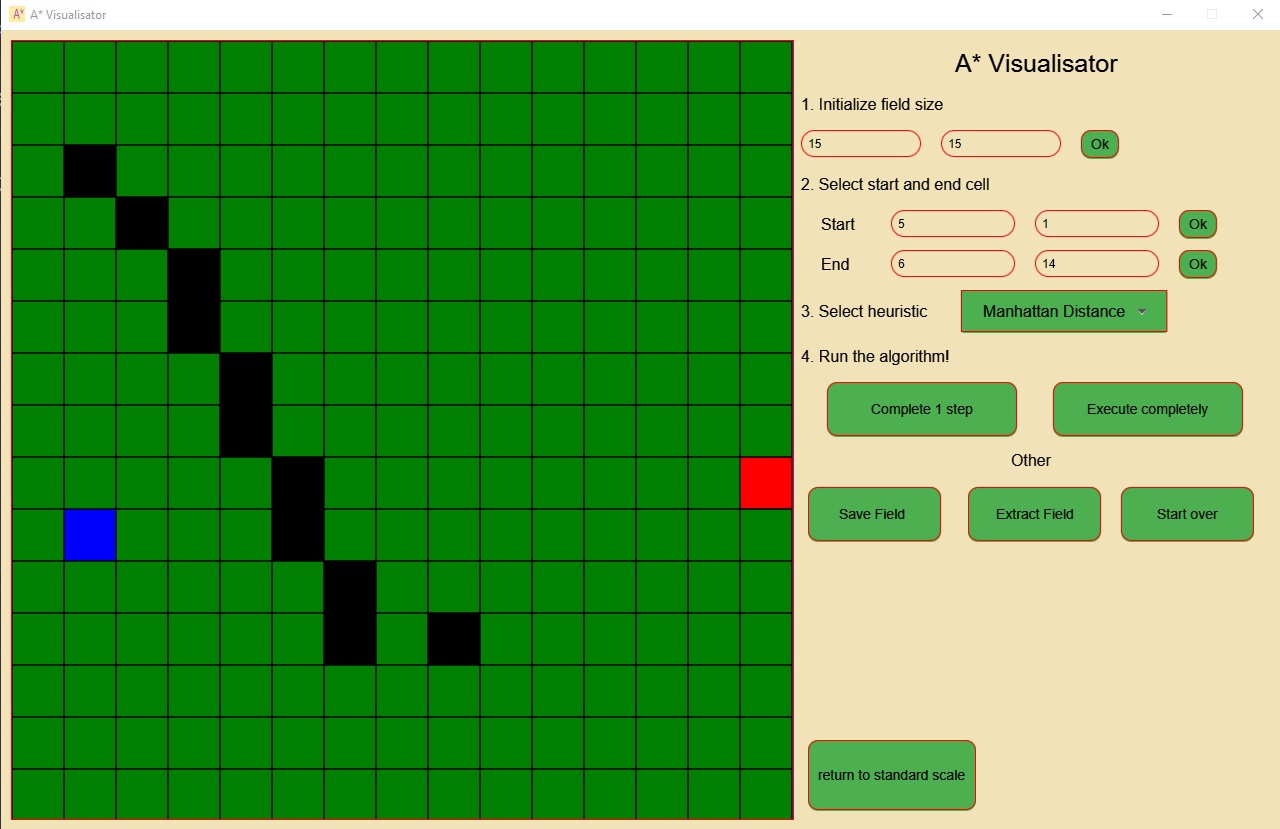 A* A* Visualisator
A* Visualisator
1. Initialize field size
15 15 Ok
2. Select start and end cell
Start 5 1 Ok
End 6 14 Ok
3. Select heuristic Manhattan Distance
4. Run the algorithm!
Complete 1 step Execute completely
Other
Save Field Extract Field Start over
return to standard scale